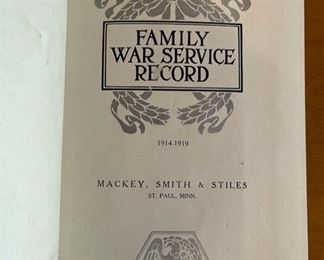 FAMILY
WAR SERVICE
RECORD
1914-1919
MACKEY, SMITH & STILES
ST. PAUL, MINN.